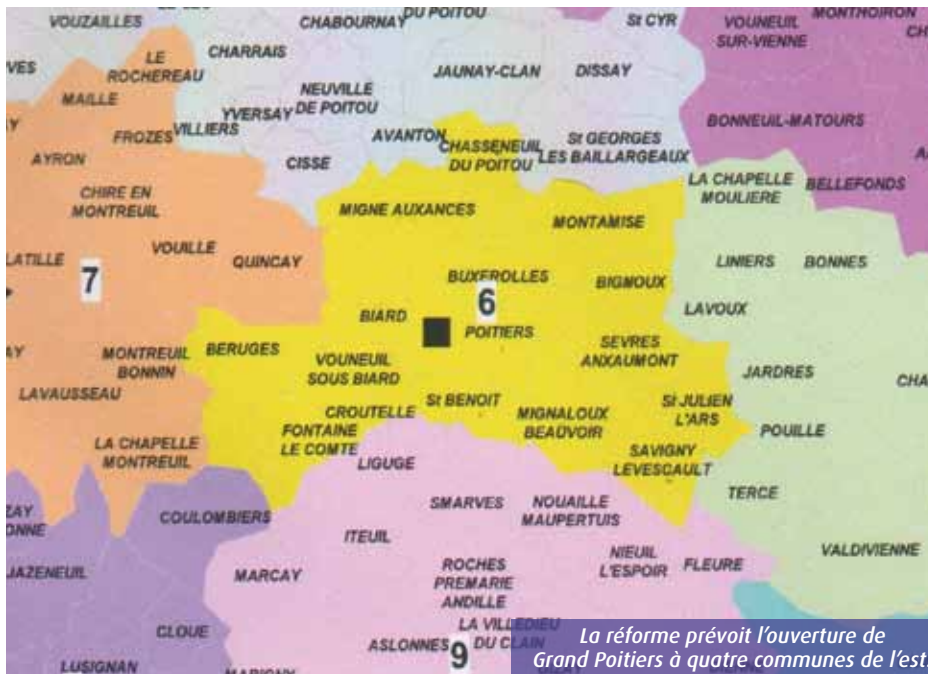 VOUZAILLES
CHABOURNAY
DU POITOU
St CYR
VOUNEUIL
SUR-VIENNE
MONTHOIRON
LE
ROCHEREAU
CHARRAIS
JAUNAY-CLAN
DISSAY
MAILLE
NEUVILLE
DE POITOU
YVERSAY
FROZES
VILLIERS
AVANTON
CHASSENEUIL
DU POITOU
St GEORGES
LES BAILLARGEAUX
BONNEUIL-MATOURS
AYRON
CISSE
LA CHAPELLE
MOULIERE
BELLEFONDS
CHIRE EN
MONTREUIL
MIGNE AUXANCES
MONTAMISE
VOUILLE
QUINCAY
LATILLE
7
BUXEROLLES
BIGMOUX
LINIERS
BONNES
6
BIARD
POITIERS
LAVOUX
MONTREUIL
BONNIN
BERUGES
VOUNEUIL
SOUS BIARD
SEVRES
ANXAUMONT
JARDRES
CHA
LAVAUSSEAU
CROUTELLE
St BENOIT
MIGNALOUX
BEAUVOIR
St JULIEN
L'ARS
POUILLE
FONTAINE
LE COMTE
LA CHAPELLE
MONTREUIL
LIGUGE
SAVIGNY
LEVESCAULT
TERCE
COULOMBIERS
SMARVES
NOUAILLE
MAUPERTUIS
ITEUIL
JAZENEUIL
MARCAY
ROCHES
PREMARIE
ANDILLE
NIEUIL
L'ESPOIR
FLEURE
VALDIVIENNE
CLOUE
ASLONNES
LA VILLEDIEU
DU CLAIN
9
LUSIGNAN
La réforme prévoit l'ouverture de
Grand Poitiers à quatre communes de l'est.